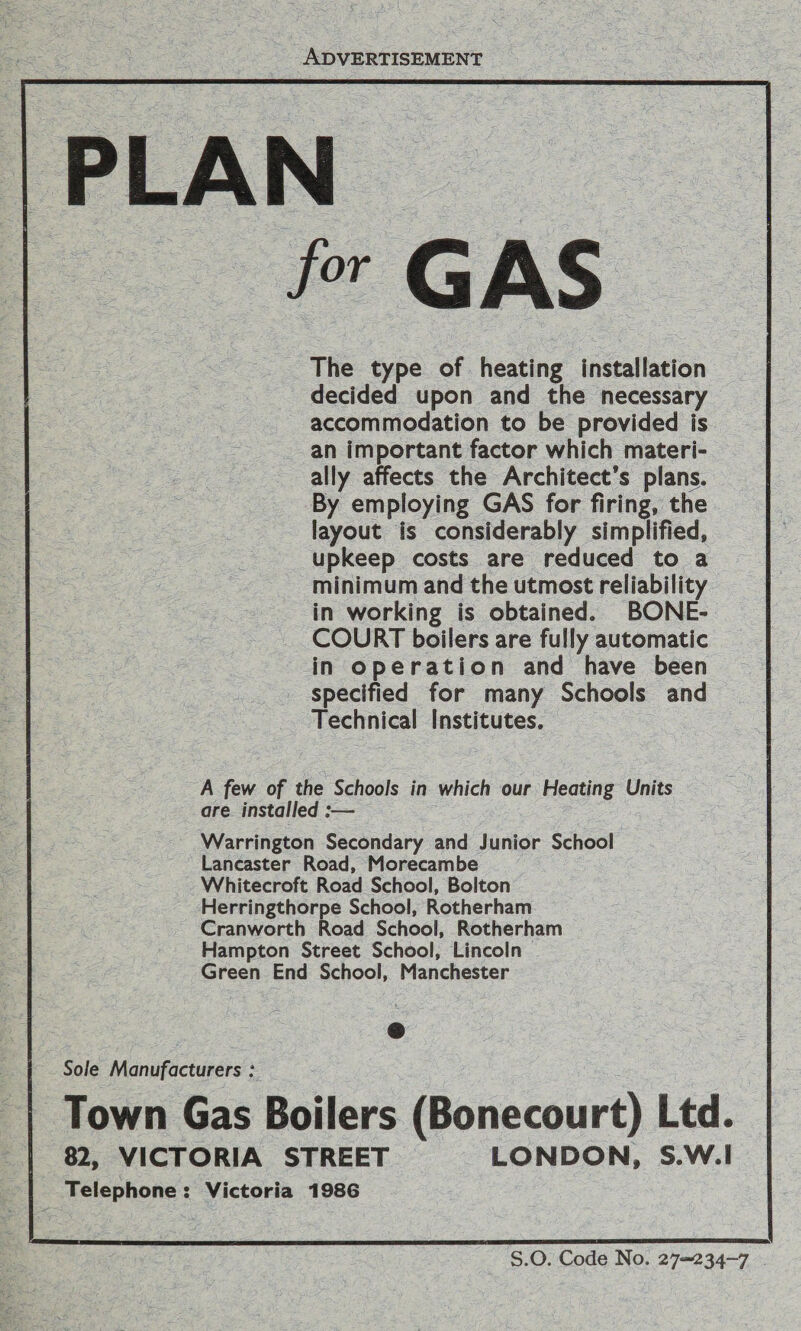 ADVERTISEMENT
PLAN
for GAS
The type of heating installation
decided upon and the necessary
accommodation to be provided is
an important factor which materi-
ally affects the Architect's plans.
By employing GAS for firing, the
layout is considerably simplified,
upkeep costs are reduced to a
minimum and the utmost reliability
in working is obtained. BONE-
COURT boilers are fully automatic
in operation and have been
specified for many Schools and
Technical Institutes.
A few of the Schools in which our Heating Units
are installed :—
Warrington Secondary and Junior School
Lancaster Road, Morecambe
Whitecroft Road School, Bolton
Herringthorpe School, Rotherham
Cranworth Road School, Rotherham
Hampton Street School, Lincoln
Green End School, Manchester
Sole Manufacturers :
Town Gas Boilers (Bonecourt) Ltd.
82, VICTORIA STREET LONDON, S.W.I
Telephone : Victoria 1986
S.O. Code No. 27-234-7